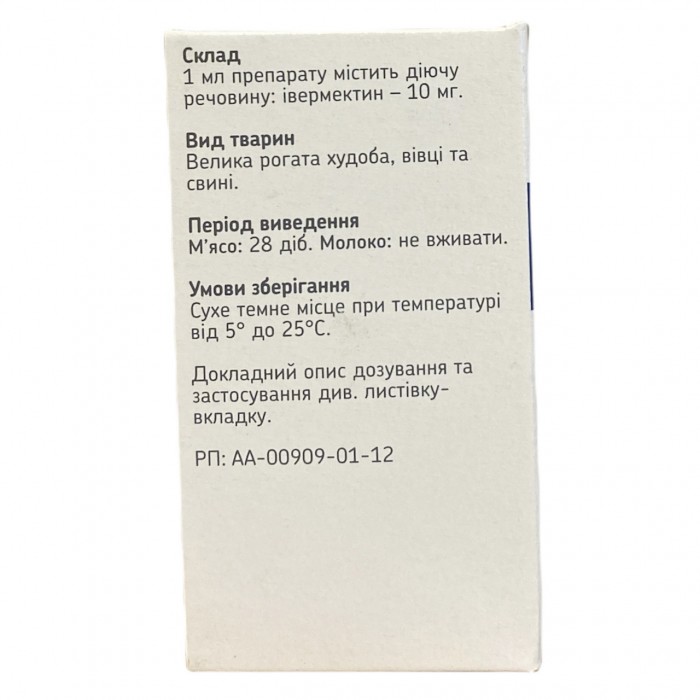 Склад
1 мл препарату містить діючу
речовину: івермектин – 10 мг.
Вид тварин
Велика рогата худоба, вівці та
свині.
Період виведення
М’ясо: 28 діб. Молоко: не вживати.
Умови зберігання
Сухе темне місце при температурі
від 5° до 25°С.
Докладний опис дозування та
застосування див. листівку-
вкладку.
РП: АА-00909-01-12